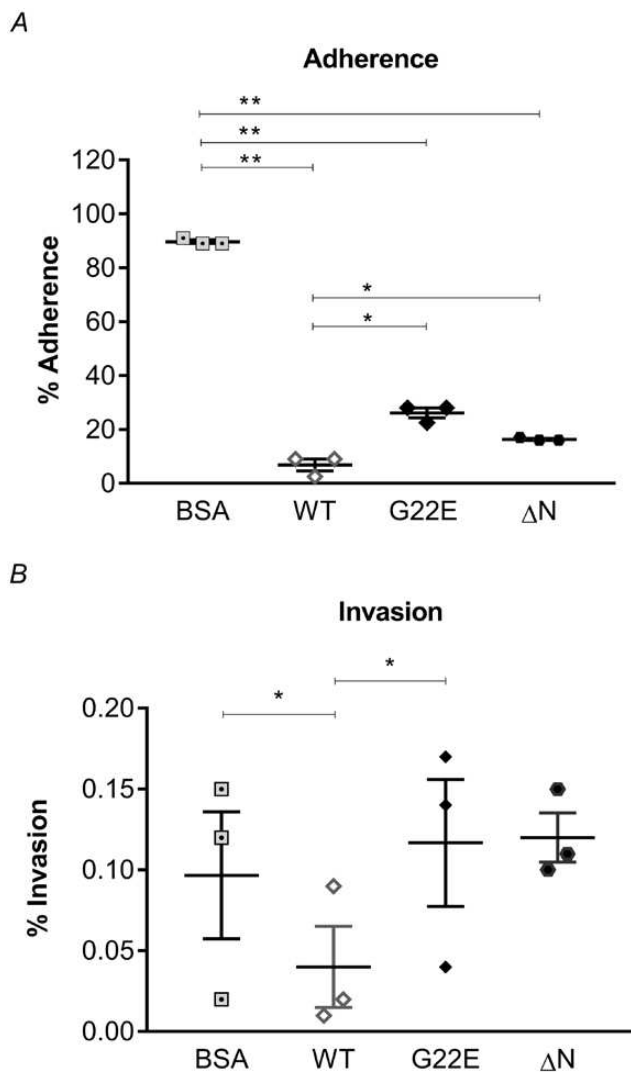 A
Adherence
**
**
**
120
100
80
60
40
20
0
% Adherence
*
*
BSA WT G22E ΔN
B
Invasion
*
*
0.20
0.15
0.10
0.05
0.00
% Invasion
BSA WT G22E ΔN